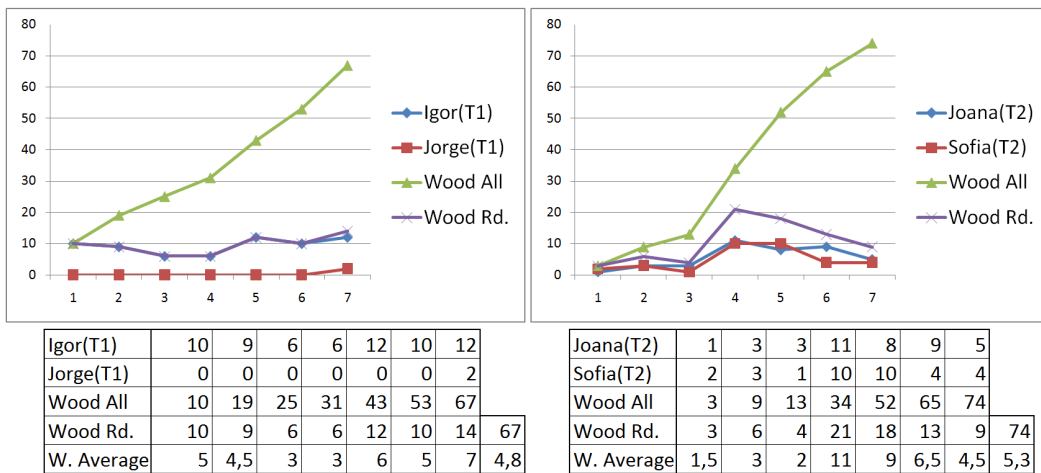 80
70
60
50
40
30
20
10
0
1 2 3 4 5 6 7
Igor(T1)
Jorge(T1)
Wood All
Wood Rd.
80
70
60
50
40
30
20
10
0
1 2 3 4 5 6 7
Joana(T2)
Sofia(T2)
Wood All
Wood Rd.
Igor(T1) 10 9 6 6 12 10 12
Jorge(T1) 0 0 0 0 0 0 2
Wood All 10 19 25 31 43 53 67
Wood Rd. 10 9 6 6 12 10 14 67
W. Average 5 4,5 3 3 6 5 7 4,8
Joana(T2) 1 3 3 11 8 9 5
Sofia(T2) 2 3 1 10 10 4 4
Wood All 3 9 13 34 52 65 74
Wood Rd. 3 6 4 21 18 13 9 74
W. Average 1,5 3 2 11 9 6,5 4,5 5,3